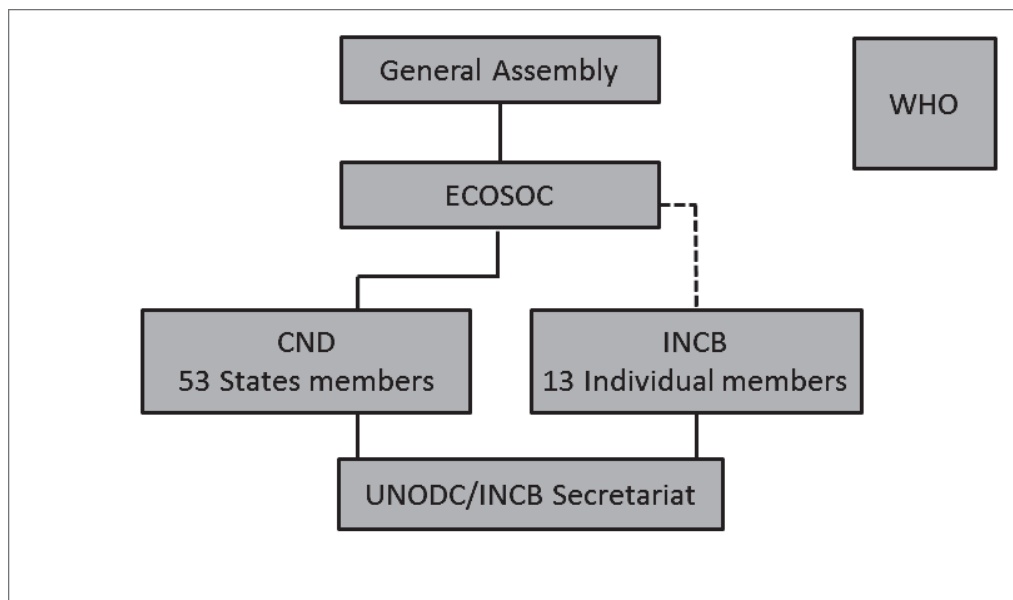 General Assembly
WHO
ECOSOC
CND
53 States members
INCB
13 Individual members
UNODC/INCB Secretariat